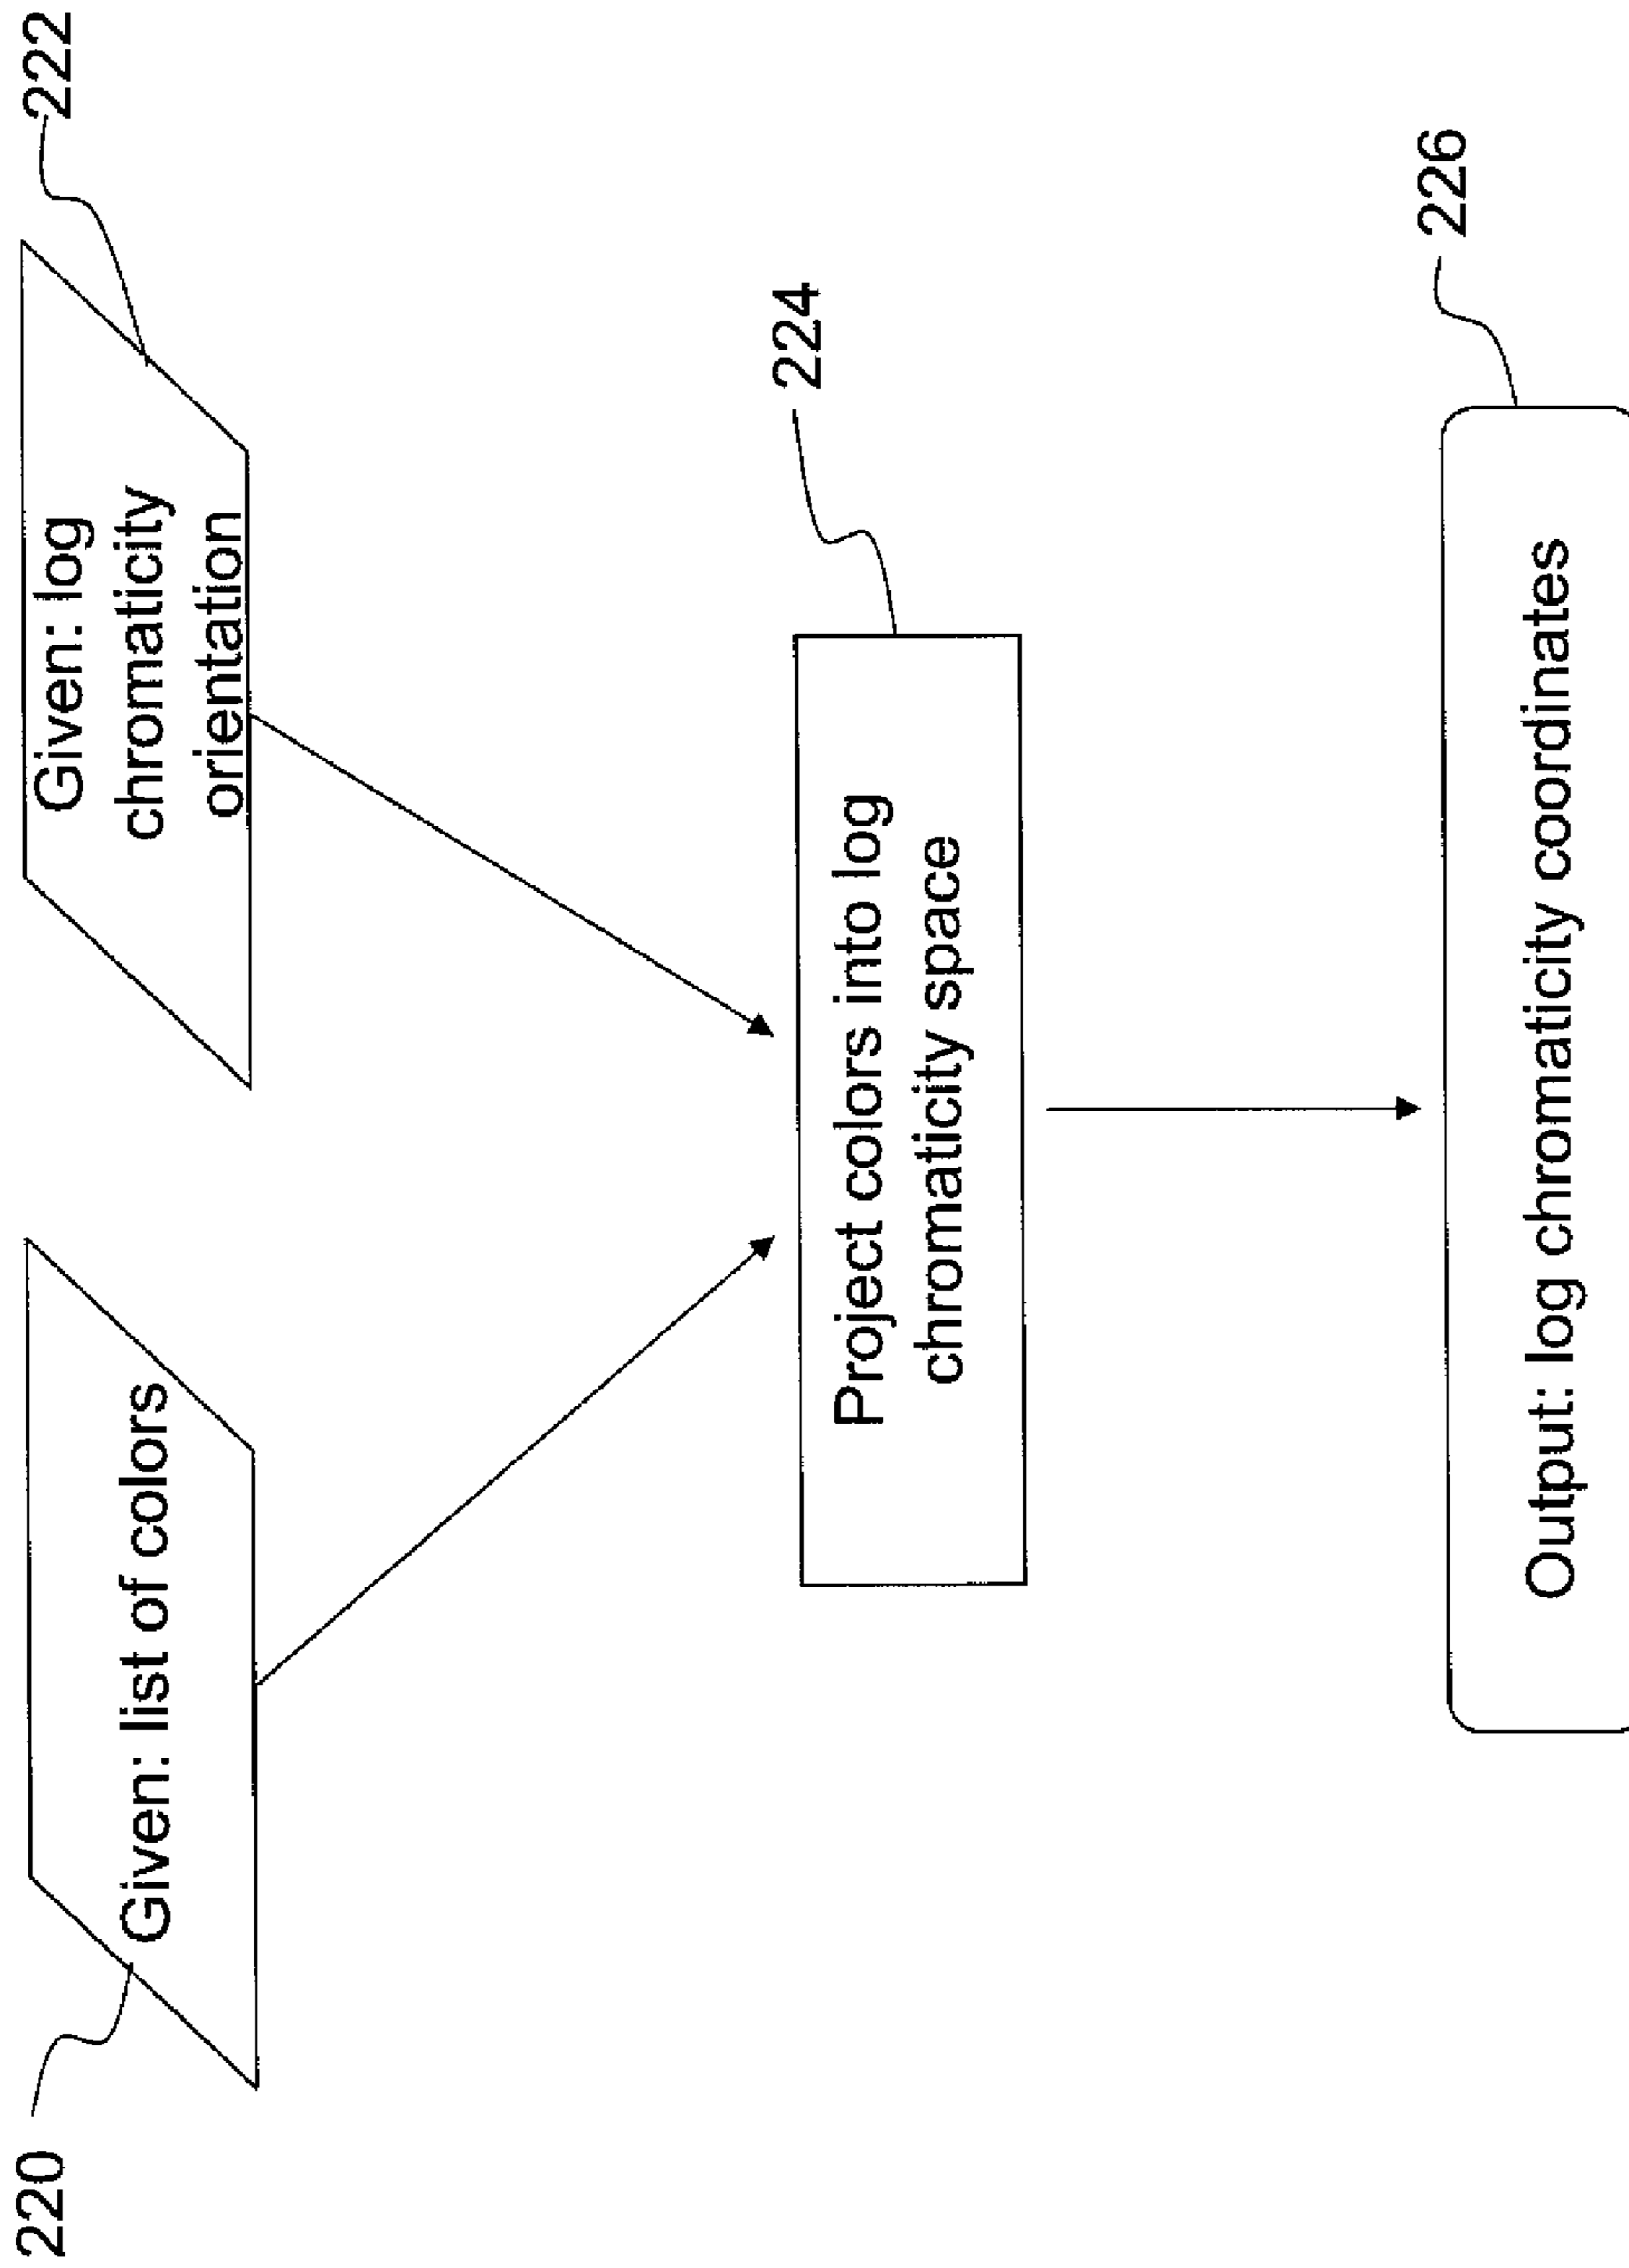 220
Given: list of colors
Given: log
chromaticity
orientation
222
Project colors into log
chromaticity space
224
Output: log chromaticity coordinates
226